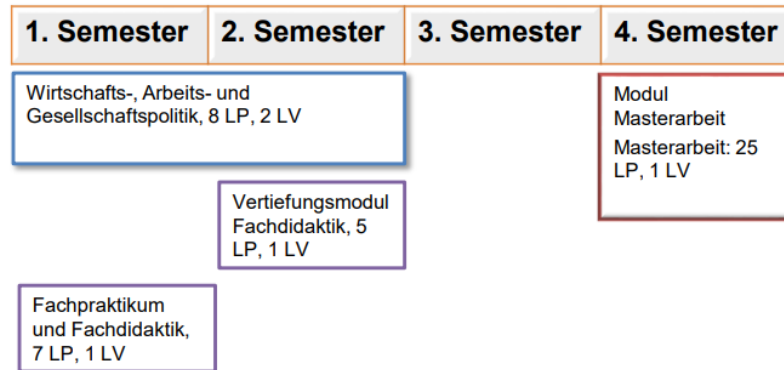 1. Semester 2. Semester 3. Semester 4. Semester
Wirtschafts-, Arbeits- und
Gesellschaftspolitik, 8 LP, 2 LV
Modul
Masterarbeit
Masterarbeit: 25
LP, 1 LV
Vertiefungsmodul
Fachdidaktik, 5
LP, 1 LV
Fachpraktikum
und Fachdidaktik,
7 LP, 1 LV